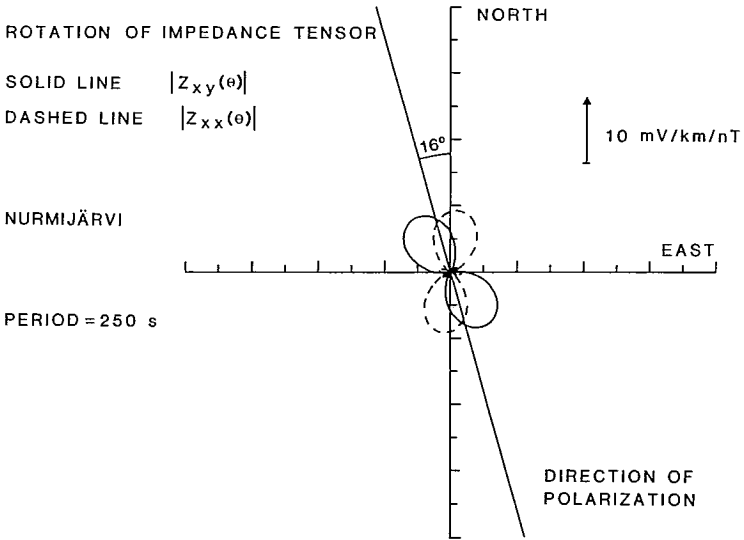 NORTH
ROTATION OF IMPEDANCE TENSOR
SOLID LINE |Zxy(θ)|
DASHED LINE |Zxx(θ)|
10 mV/km/nT
16°
NURMIJÄRVI
EAST
PERIOD = 250 s
DIRECTION OF
POLARIZATION